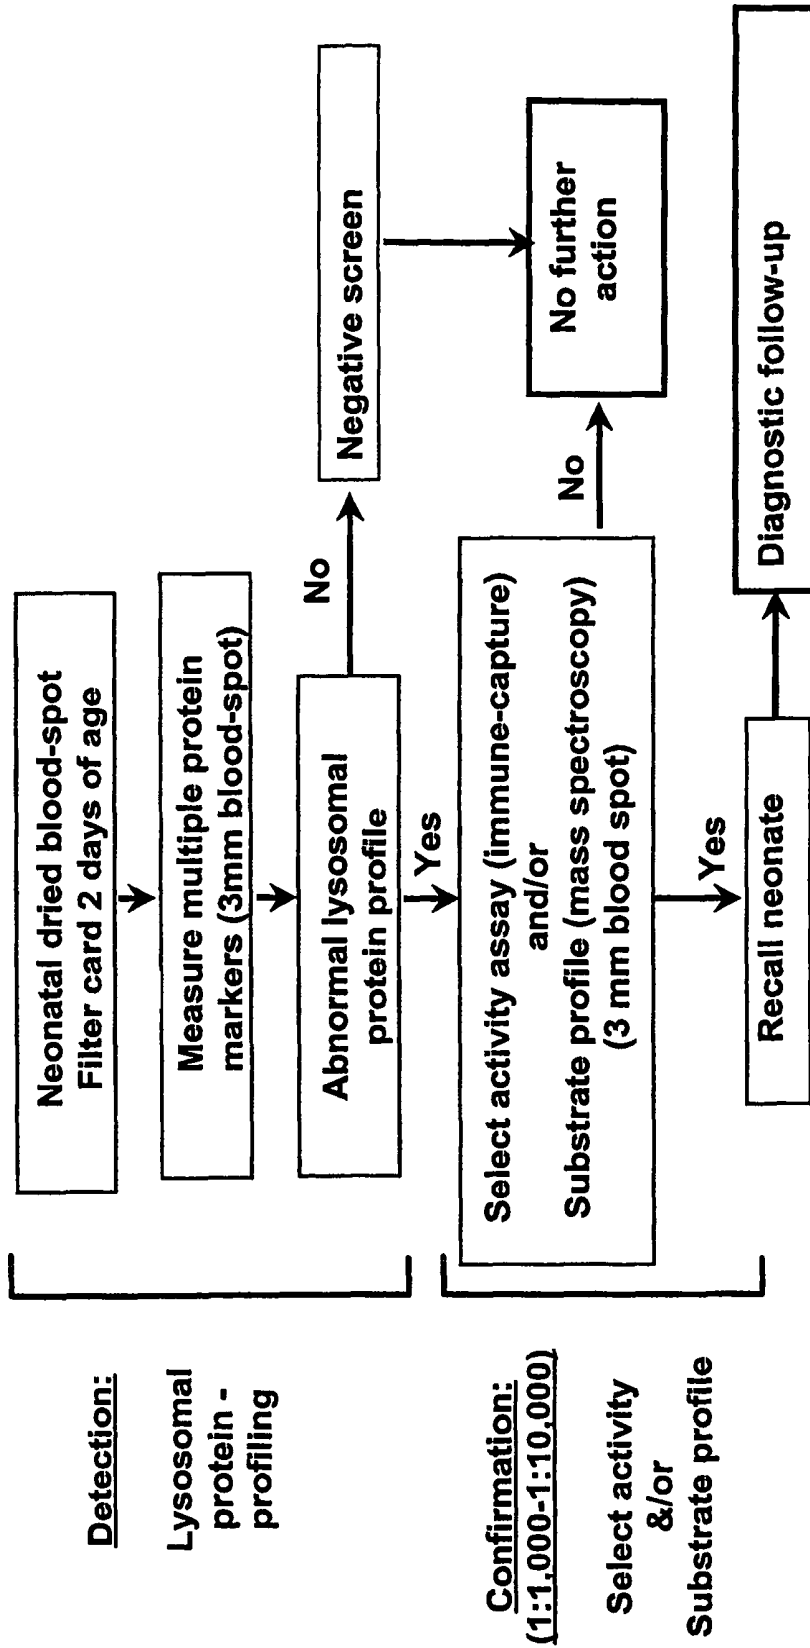 Detection:
Lysosomal
protein -
profiling
Neonatal dried blood-spot
Filter card 2 days of age
Measure multiple protein
markers (3mm blood-spot)
Abnormal lysosomal
protein profile
No
Negative screen
Yes
Confirmation:
(1:1,000-1:10,000)
Select activity
&/or
Substrate profile
Select activity assay (immune-capture)
and/or
Substrate profile (mass spectroscopy)
(3 mm blood spot)
No
No further
action
Yes
Recall neonate
Diagnostic follow-up